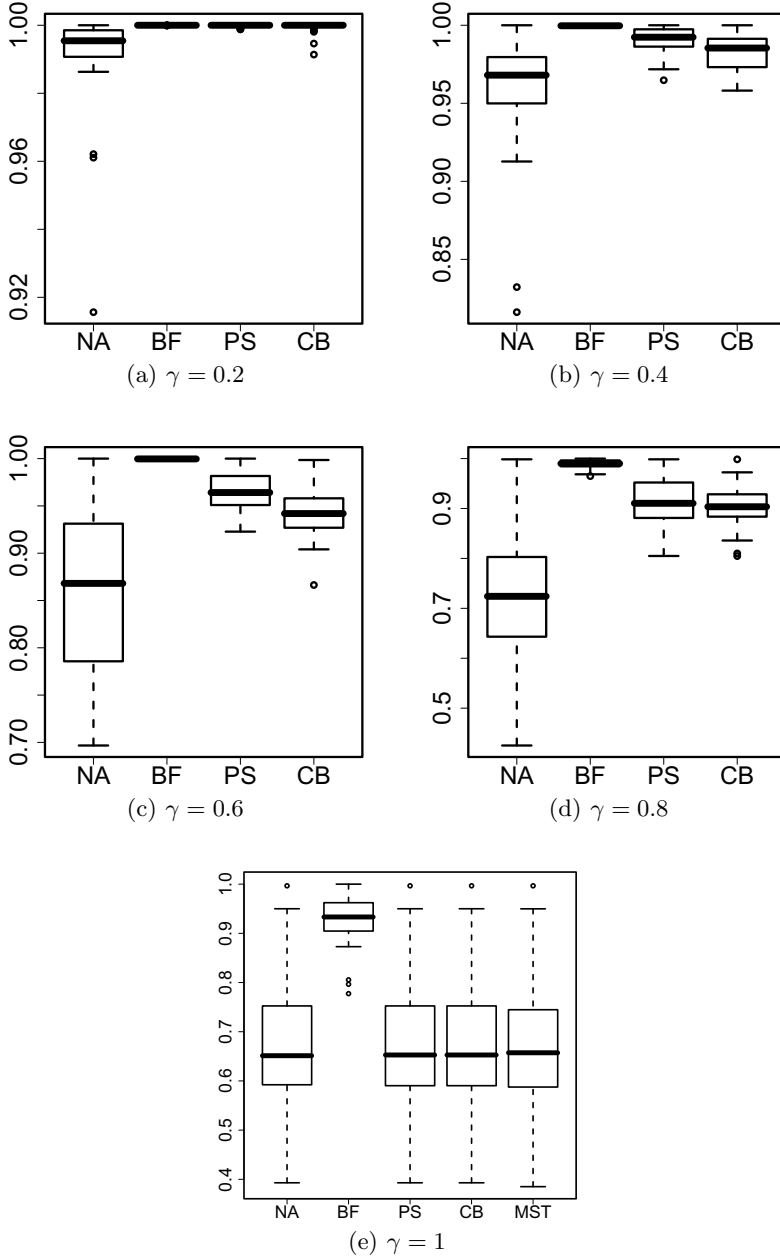 1.00
0.96
0.92
NA BF PS CB
(a) γ = 0.2
1.00
0.95
0.90
0.85
NA BF PS CB
(b) γ = 0.4
1.00
0.90
0.80
0.70
NA BF PS CB
(c) γ = 0.6
0.9
0.7
0.5
NA BF PS CB
(d) γ = 0.8
1.0
0.9
0.8
0.7
0.6
0.5
0.4
NA BF PS CB MST
(e) γ = 1